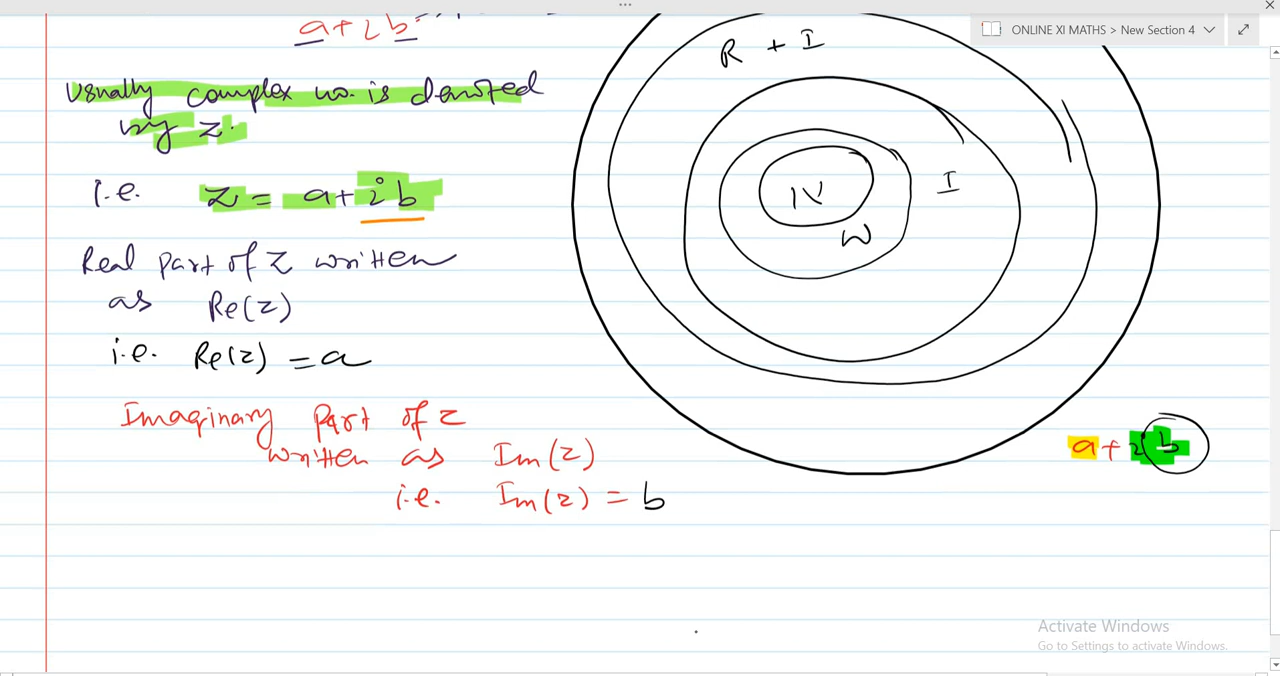 a + ib
ONLINE XI MATHS > New Section 4
R + I
Usually complex no. is denoted
by z.
i.e. z = a + ib
I
N
W
Real part of z written
as Re(z)
i.e. Re(z) = a
Imaginary Part of z
written as Im(z)
i.e. Im(z) = b
a + ib
Activate Windows
Go to Settings to activate Windows.